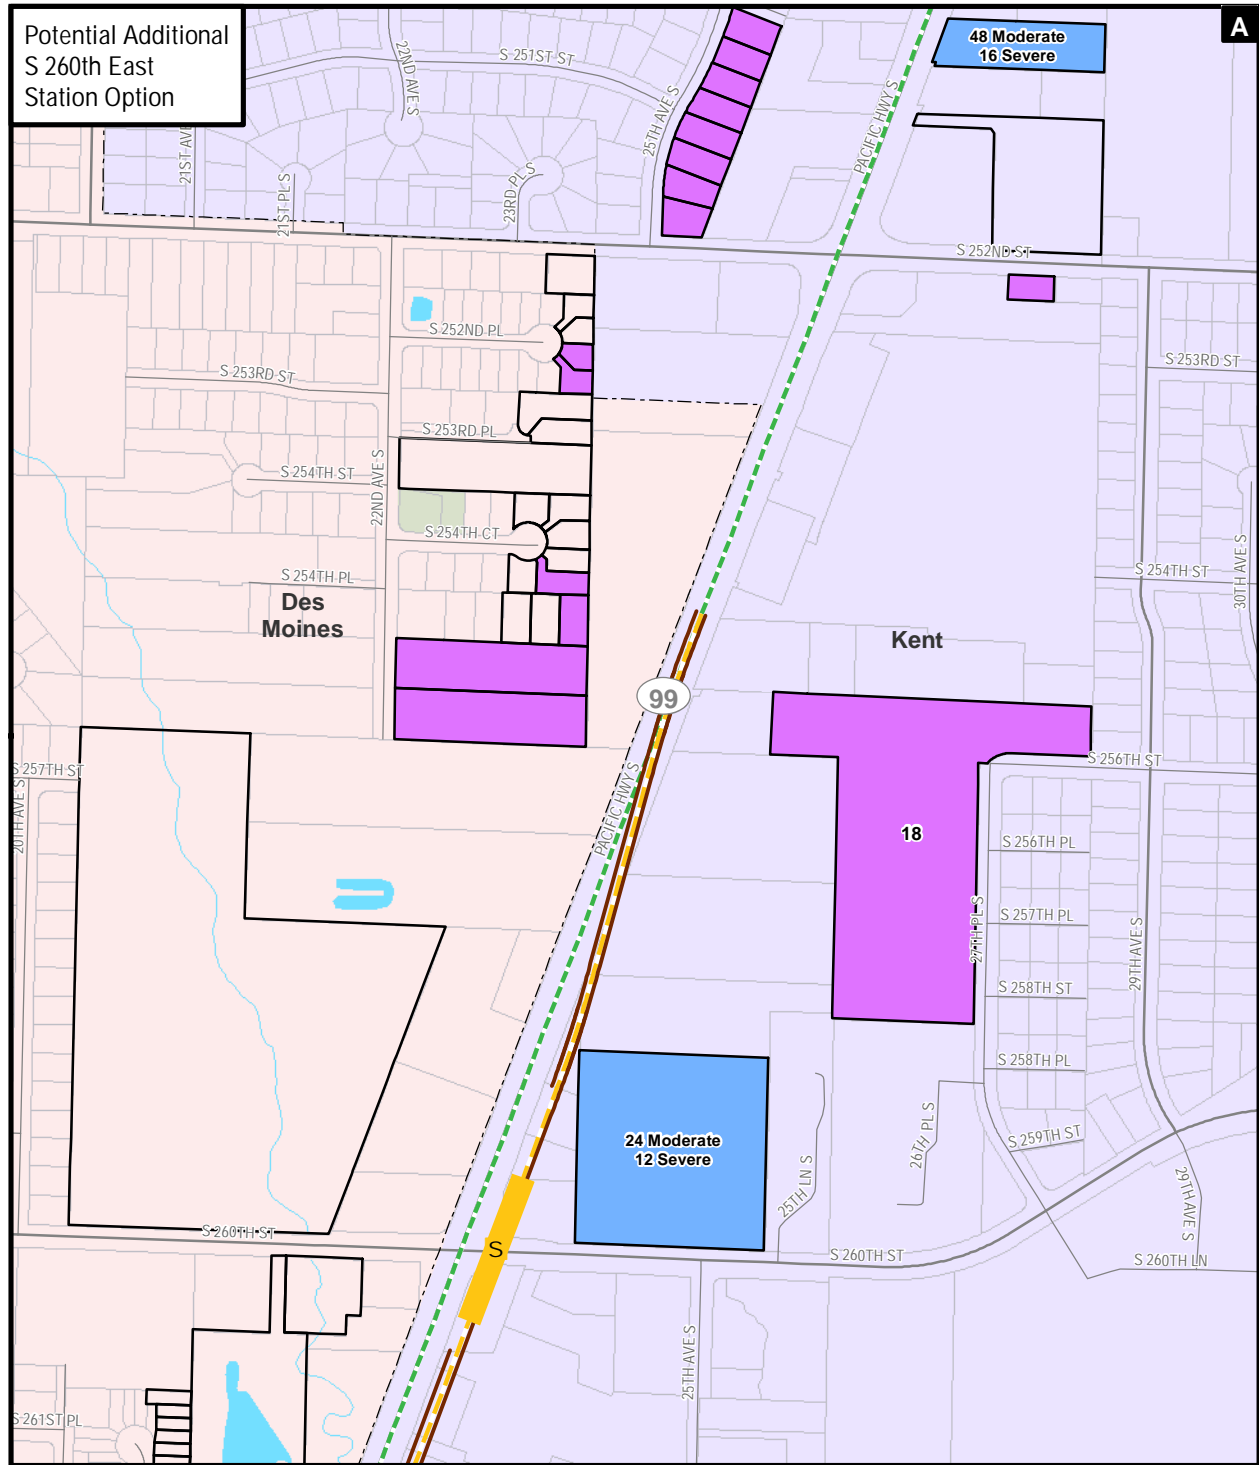 Potential Additional
S 260th East
Station Option
A
48 Moderate
16 Severe
22ND AVE S
S 251ST ST
25TH AVE S
PACIFIC HWY S
21ST AVE
21ST PL S
23RD PL S
S 252ND ST
S 252ND PL
S 253RD ST
S 253RD ST
S 253RD PL
S 254TH ST
22ND AVE S
S 254TH CT
30TH AVE S
S 254TH ST
S 254TH PL
Des
Moines
Kent
99
S 257TH ST
20TH AVE S
PACIFIC HWY S
S 256TH ST
18
S 256TH PL
27TH PL S
S 257TH PL
29TH AVE S
S 258TH ST
S 258TH PL
24 Moderate
12 Severe
26TH PL S
S 259TH ST
25TH LN S
29TH AVE S
S 260TH ST
S
S 260TH ST
S 260TH LN
25TH AVE S
S 261ST PL